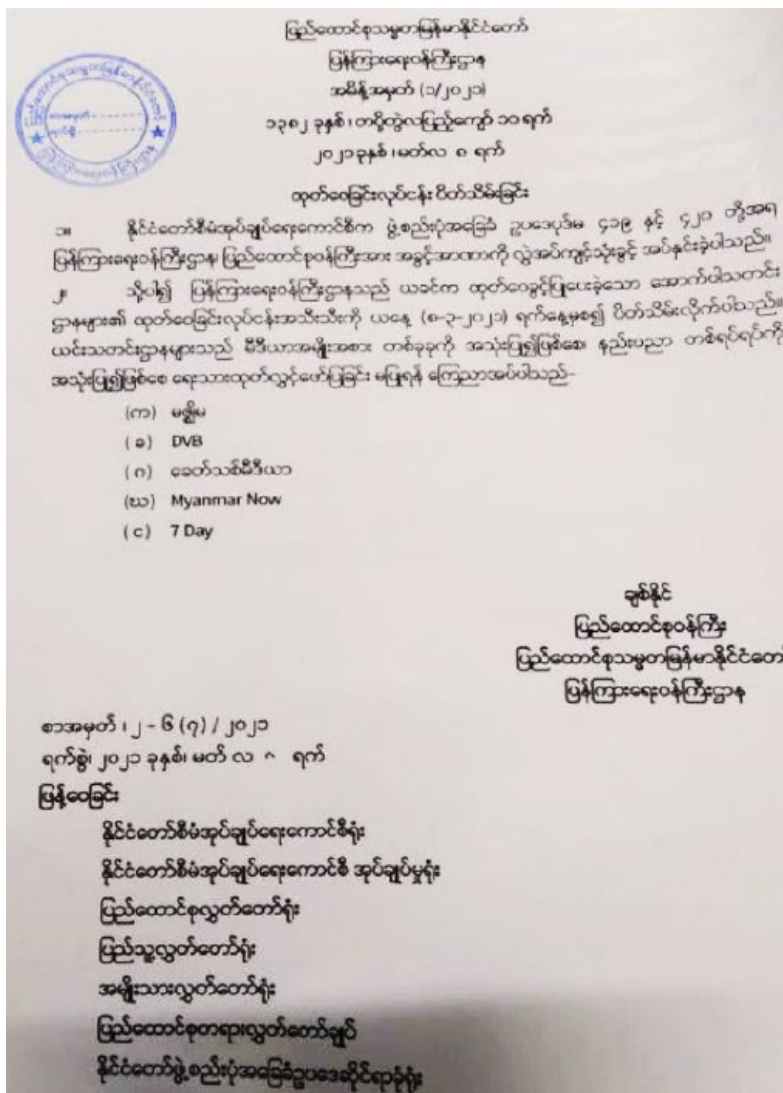 ပြည်ထောင်စုသမ္မတမြန်မာနိုင်ငံတော်
ပြန်ကြားရေးဝန်ကြီးဌာန
အမိန့်အမှတ် (၁/၂၀၂၁)
၁၃၈၂ ခုနှစ်၊ တပို့တွဲလပြည့်ကျော် ၁၀ ရက်
၂၀၂၁ ခုနှစ်၊ မတ်လ ၈ ရက်
ထုတ်ဝေခြင်းလုပ်ငန်း ပိတ်သိမ်းခြင်း
၁။ နိုင်ငံတော်စီမံအုပ်ချုပ်ရေးကောင်စီက ဖွဲ့စည်းပုံအခြေခံ ဥပဒေပုဒ်မ ၄၁၉ နှင့် ၄၂၀ တို့အရ
ပြန်ကြားရေးဝန်ကြီးဌာန၊ ပြည်ထောင်စုဝန်ကြီးအား အခွင့်အာဏာကို လွှဲအပ်ကျင့်သုံးခွင့် အပ်နှင်းခဲ့ပါသည်။
၂။ သို့ပါ၍ ပြန်ကြားရေးဝန်ကြီးဌာနသည် ယခင်က ထုတ်ဝေခွင့်ပြုပေးခဲ့သော အောက်ပါသတင်း
ဌာနများ၏ ထုတ်ဝေခြင်းလုပ်ငန်းအသီးသီးကို ယနေ့ (၈-၃-၂၀၂၁) ရက်နေ့မှစ၍ ပိတ်သိမ်းလိုက်ပါသည်။
ယင်းသတင်းဌာနများသည် မီဒီယာအမျိုးအစား တစ်ခုခုကို အသုံးပြု၍ဖြစ်စေ၊ နည်းပညာ တစ်ရပ်ရပ်ကို
အသုံးပြု၍ဖြစ်စေ ရေးသားထုတ်လွှင့်ဖော်ပြခြင်း မပြုရန် ကြေညာအပ်ပါသည်-
(က) မဇ္ဈိမ
(ခ) DVB
(ဂ) ခေတ်သစ်မီဒီယာ
(ဃ) Myanmar Now
(င) 7 Day
ချစ်နိုင်
ပြည်ထောင်စုဝန်ကြီး
ပြည်ထောင်စုသမ္မတမြန်မာနိုင်ငံတော်
ပြန်ကြားရေးဝန်ကြီးဌာန
စာအမှတ် ၊ ၂ - ၆ (၇) / ၂၀၂၁
ရက်စွဲ၊ ၂၀၂၁ ခုနှစ်၊ မတ် လ ရက်
ဖြန့်ဝေခြင်း
နိုင်ငံတော်စီမံအုပ်ချုပ်ရေးကောင်စီရုံး
နိုင်ငံတော်စီမံအုပ်ချုပ်ရေးကောင်စီ အုပ်ချုပ်မှုရုံး
ပြည်ထောင်စုလွှတ်တော်ရုံး
ပြည်သူ့လွှတ်တော်ရုံး
အမျိုးသားလွှတ်တော်ရုံး
ပြည်ထောင်စုတရားလွှတ်တော်ချုပ်
နိုင်ငံတော်ဖွဲ့စည်းပုံအခြေခံဥပဒေဆိုင်ရာခုံရုံး